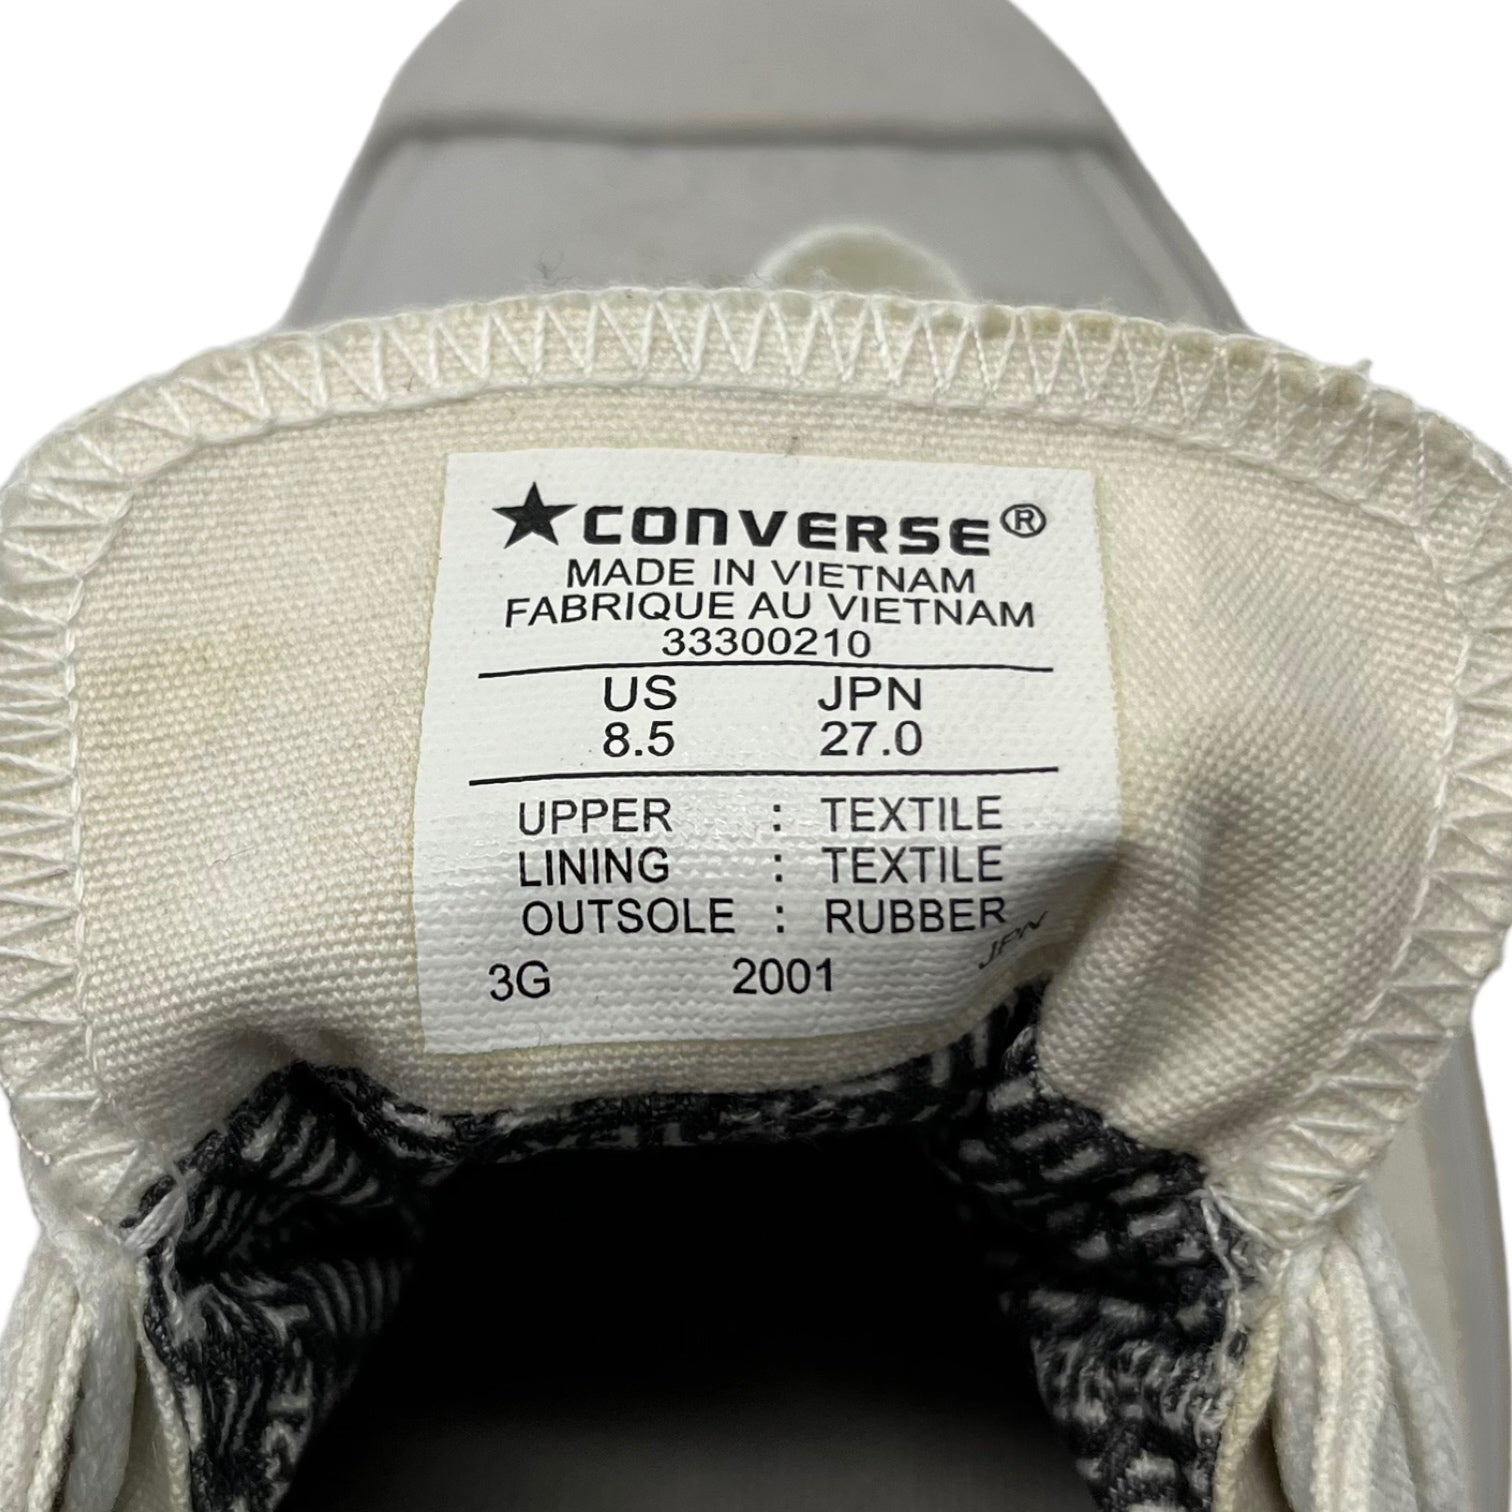 ★CONVERSE®
MADE IN VIETNAM
FABRIQUE AU VIETNAM
33300210
US JPN
8.5 27.0
UPPER : TEXTILE
LINING : TEXTILE
OUTSOLE : RUBBER
JPN
3G 2001